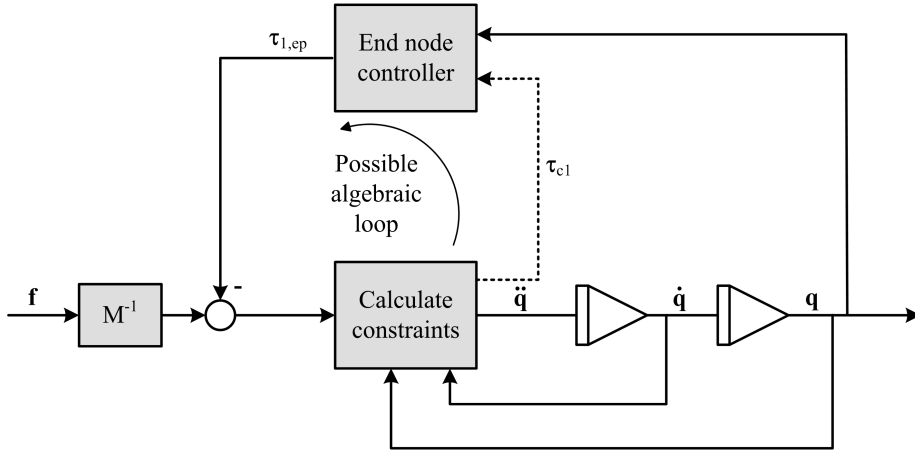 τ1,ep
End node
controller
Possible
algebraic
loop
τc1
f
M-1
-
Calculate
constraints
q̈
q̇
q